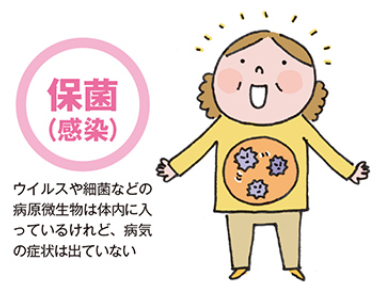 保菌
(感染)
ウイルスや細菌などの
病原微生物は体内に入
っているけれど、病気
の症状は出ていない